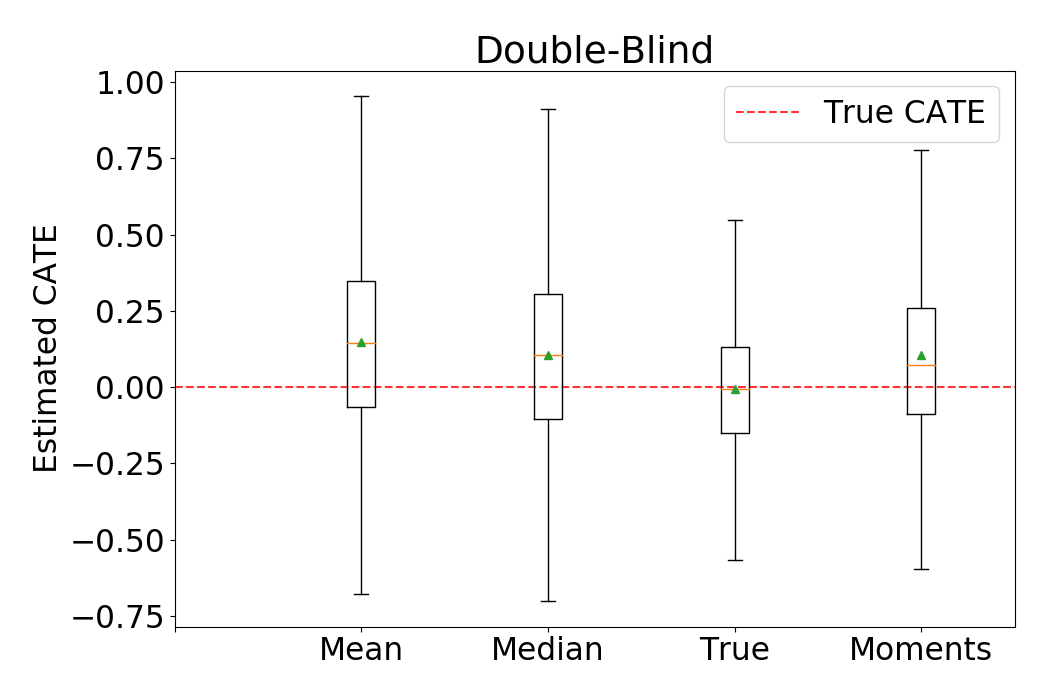 Double-Blind
True CATE
Estimated CATE
1.00
0.75
0.50
0.25
0.00
−0.25
−0.50
−0.75
Mean
Median
True
Moments